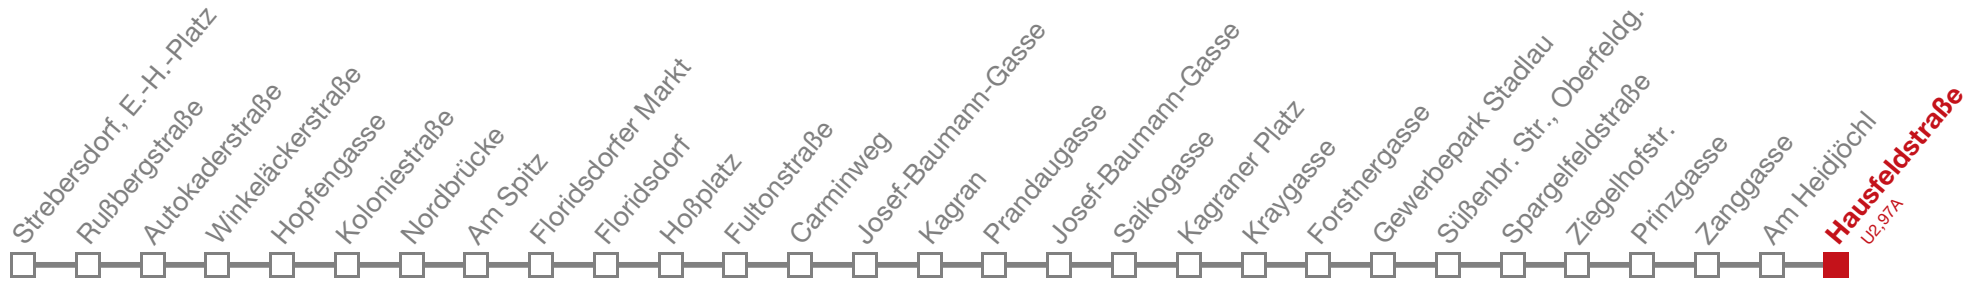 Strebersdorf, E.-H.-Platz
Rußbergstraße
Autokaderstraße
Winkeläckerstraße
Hopfengasse
Koloniestraße
Nordbrücke
Am Spitz
Floridsdorfer Markt
Floridsdorf
Hoßplatz
Fultonstraße
Carminweg
Josef-Baumann-Gasse
Kagran
Prandaugasse
Josef-Baumann-Gasse
Saikogasse
Kagraner Platz
Kraygasse
Forstnergasse
Gewerbepark Stadlau
Süßenbr. Str., Oberfeldg.
Spargelfeldstraße
Ziegelhofstr.
Prinzgasse
Zanggasse
Am Heidjöchl
Hausfeldstraße
U2,97A